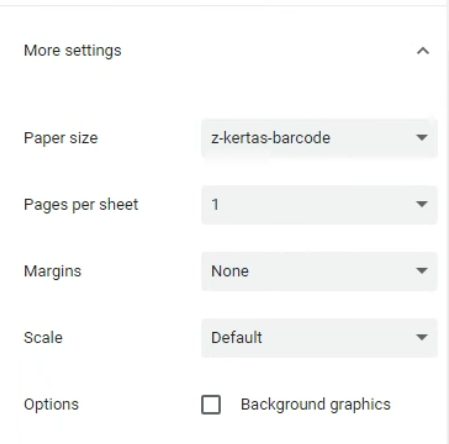 More settings
Paper size z-kertas-barcode
Pages per sheet 1
Margins None
Scale Default
Options Background graphics